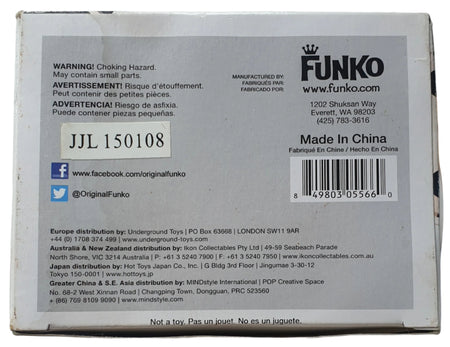 WARNING! Choking Hazard.
May contain small parts.
AVERTISSEMENT! Risque d'étouffement.
Peut contenir des petites pièces.
ADVERTENCIA! Riesgo de asfixia.
Puede contener piezas pequeñas.
JJL 150108
www.facebook.com/originalfunko
@OriginalFunko
MANUFACTURED BY:
FABRIQUÉS PAR:
FABRICADO POR:
FUNKO
www.funko.com
1202 Shuksan Way
Everett, WA 98203
(425) 783-3616
Made In China
Fabriqué En Chine / Hecho En China
8 49803 05566 0
Europe distribution by: Underground Toys | PO Box 63668 | LONDON SW11 9AR
+44 (0) 1708 374 499 | www.underground-toys.com
Australia & New Zealand distribution by: Ikon Collectables Pty Ltd | 49-59 Seabeach Parade
North Shore, VIC 3214 Australia | P: +61 3 5240 7900 | F: +61 3 5240 7950 | www.ikoncollectables.com
Japan distribution by: Hot Toys Japan Co., Inc. | G Bldg 3rd Floor | Jingumae 3-30-12
Tokyo 150-0001 | www.hottoys.jp
Greater China & S.E. Asia distribution by: MINDstyle International | POP Creative Space
No. 68-2 West Xinnan Road | Changping Town, Dongguan, PRC 523560
+ (86) 769 8109 9090 | www.mindstyle.com
Not a toy. Pas un jouet. No es un juguete.